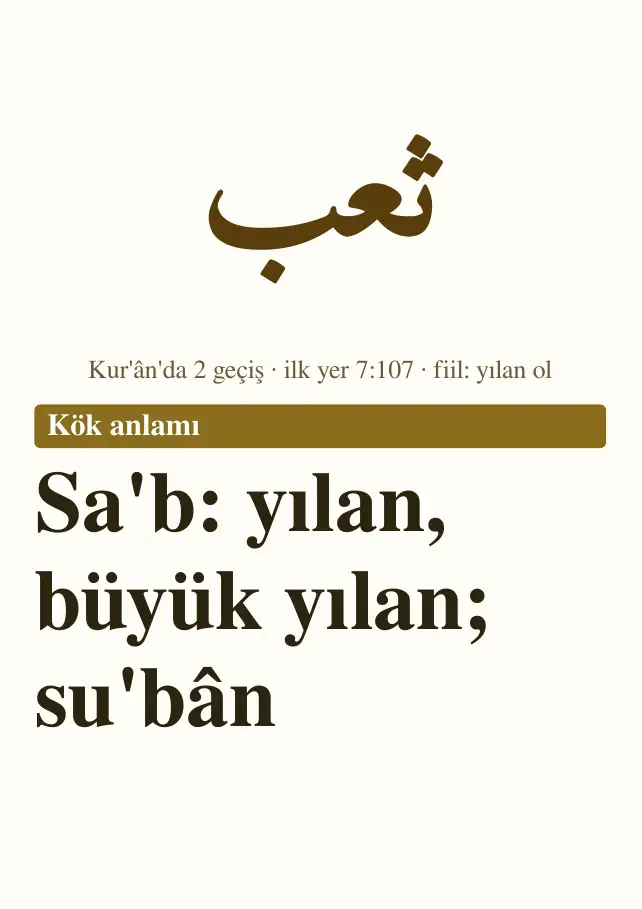 ثعب
Kur'ân'da 2 geçiş · ilk yer 7:107 · fiil: yılan ol
Kök anlamı
Sa'b: yılan,
büyük yılan;
su'bân